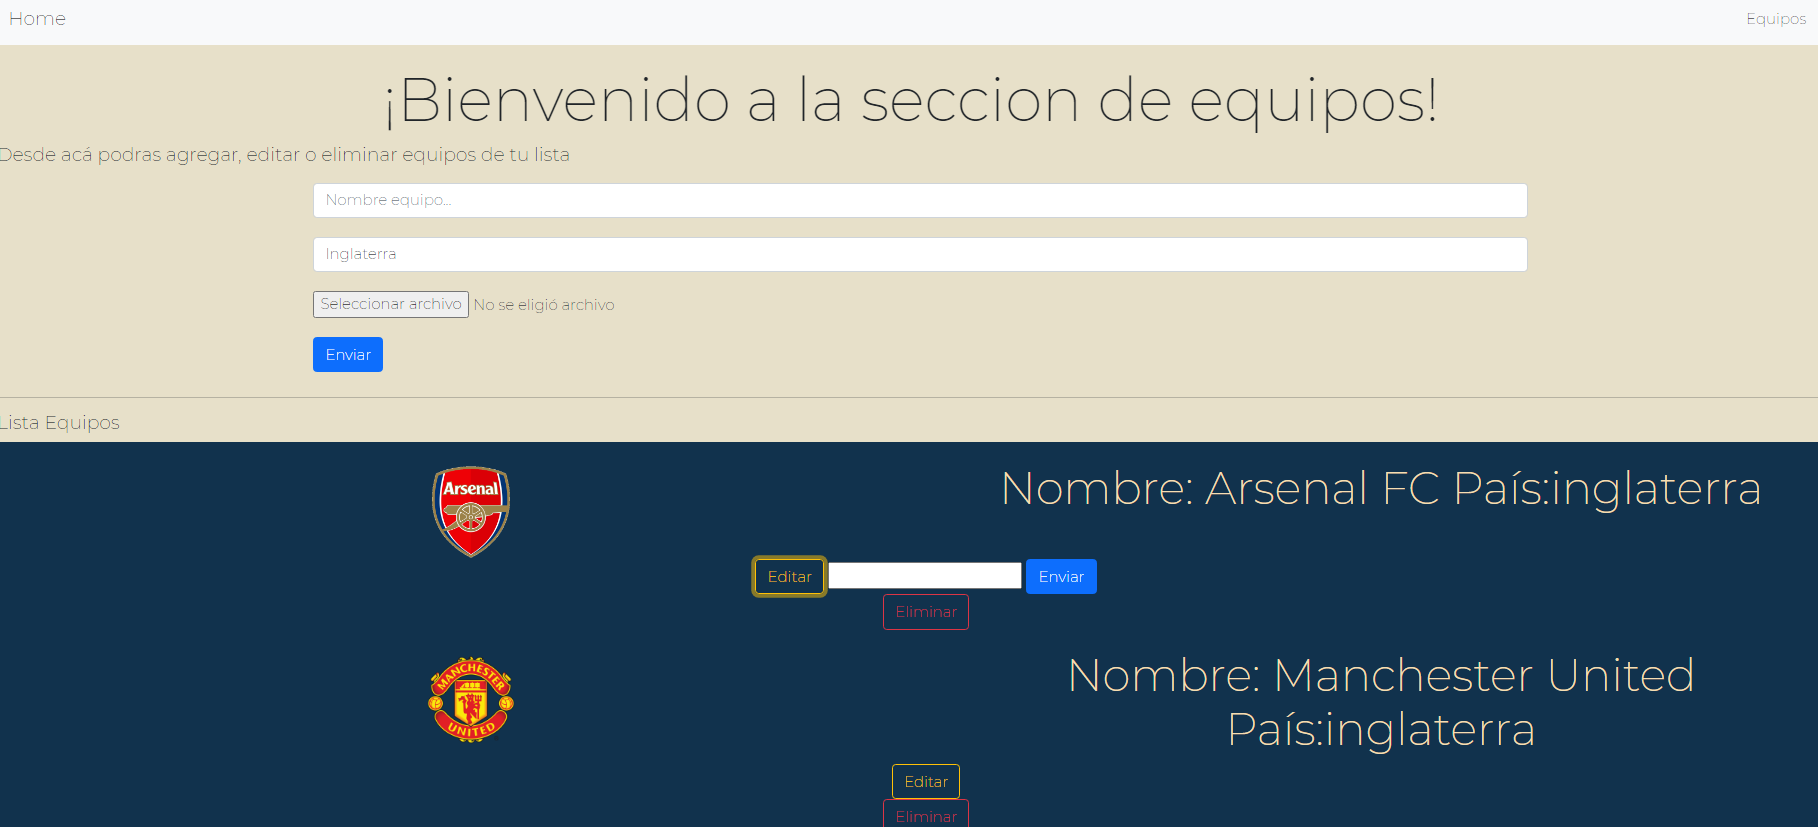 Home
Equipos
¡Bienvenido a la seccion de equipos!
Desde acá podras agregar, editar o eliminar equipos de tu lista
Nombre equipo...
Inglaterra
Seleccionar archivo No se eligió archivo
Enviar
Lista Equipos
Arsenal
Nombre: Arsenal FC País:inglaterra
Editar
Enviar
Eliminar
MANCHESTER
UNITED
Nombre: Manchester United
País:inglaterra
Editar
Eliminar